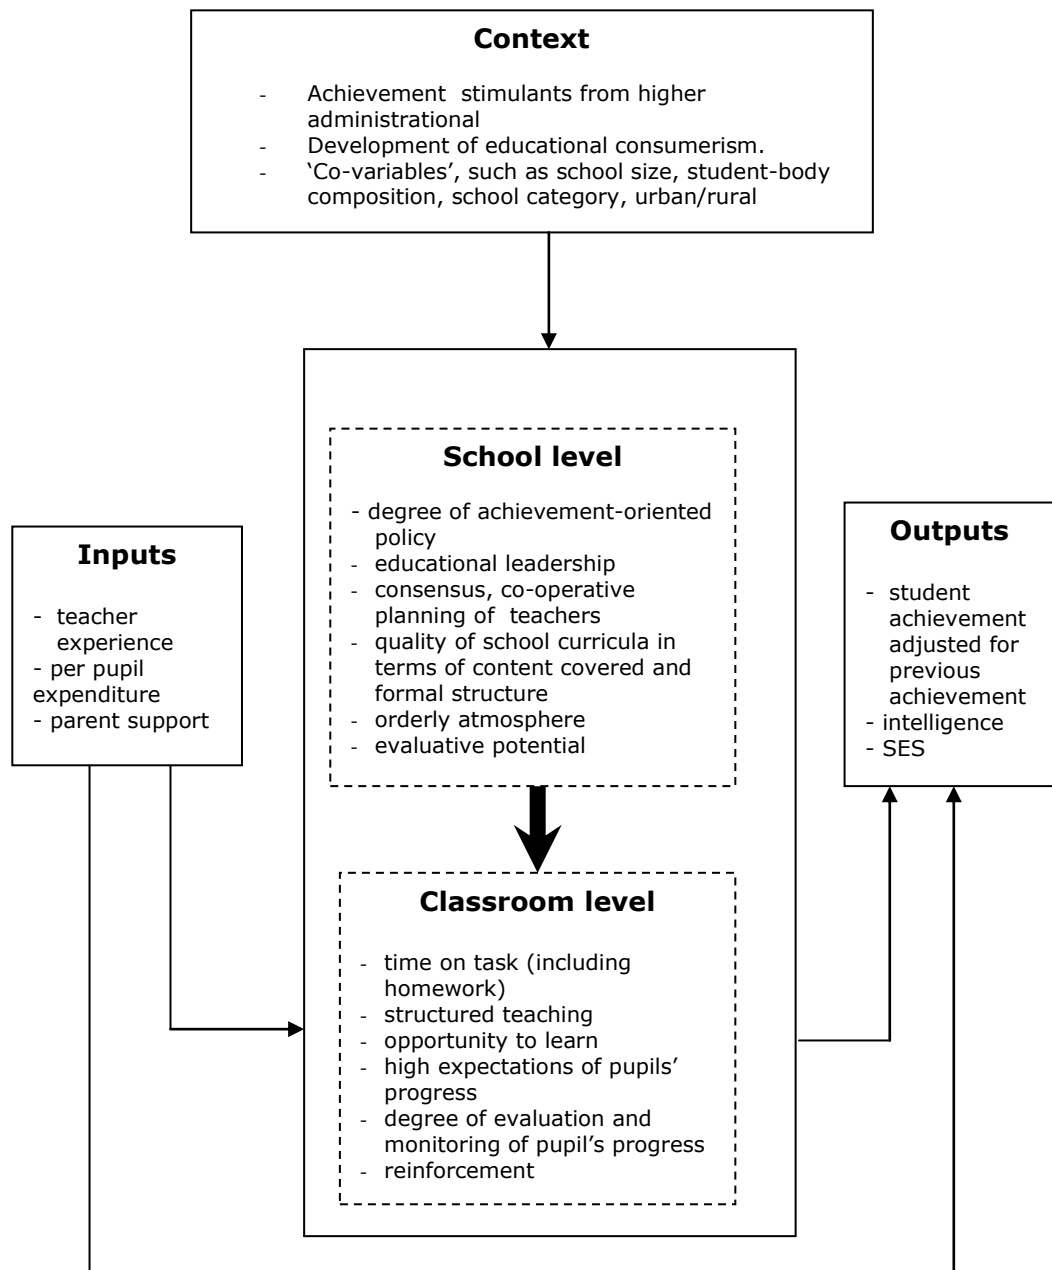 Context
- Achievement stimulants from higher
administrational
- Development of educational consumerism.
- ‘Co-variables’, such as school size, student-body
composition, school category, urban/rural
School level
- degree of achievement-oriented
policy
- educational leadership
- consensus, co-operative
planning of teachers
- quality of school curricula in
terms of content covered and
formal structure
- orderly atmosphere
- evaluative potential
Inputs
- teacher
experience
- per pupil
expenditure
- parent support
Outputs
- student
achievement
adjusted for
previous
achievement
- intelligence
- SES
Classroom level
- time on task (including
homework)
- structured teaching
- opportunity to learn
- high expectations of pupils’
progress
- degree of evaluation and
monitoring of pupil’s progress
- reinforcement